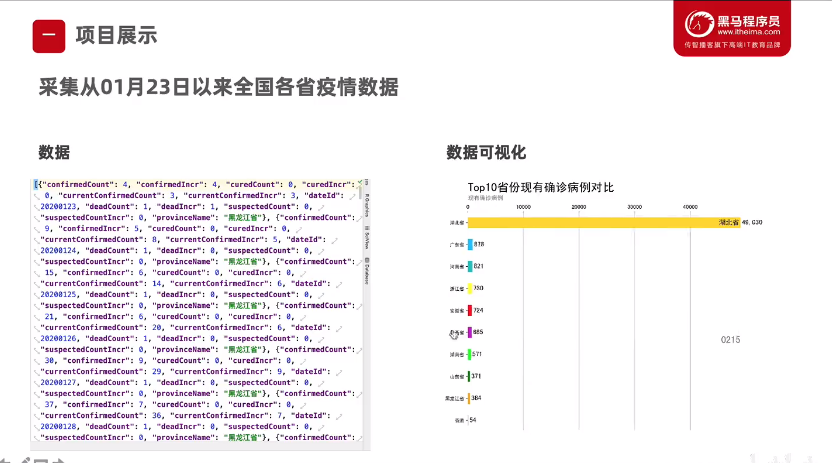 一 项目展示
黑马程序员
www.itheima.com
传智播客旗下高端IT教育品牌
采集从01月23日以来全国各省疫情数据
数据
[{"confirmedCount": 4, "confirmedIncr": 4, "curedCount": 0, "curedIncr":
0, "currentConfirmedCount": 3, "currentConfirmedIncr": 3, "dateId":
20200123, "deadCount": 1, "deadIncr": 1, "suspectedCount": 0,
"suspectedCountIncr": 0, "provinceName": "黑龙江省"}, {"confirmedCount":
9, "confirmedIncr": 5, "curedCount": 0, "curedIncr": 0,
"currentConfirmedCount": 8, "currentConfirmedIncr": 5, "dateId":
20200124, "deadCount": 1, "deadIncr": 0, "suspectedCount": 0,
"suspectedCountIncr": 0, "provinceName": "黑龙江省"}, {"confirmedCount":
15, "confirmedIncr": 6, "curedCount": 0, "curedIncr": 0,
"currentConfirmedCount": 14, "currentConfirmedIncr": 6, "dateId":
20200125, "deadCount": 1, "deadIncr": 0, "suspectedCount": 0,
"suspectedCountIncr": 0, "provinceName": "黑龙江省"}, {"confirmedCount":
21, "confirmedIncr": 6, "curedCount": 0, "curedIncr": 0,
"currentConfirmedCount": 20, "currentConfirmedIncr": 6, "dateId":
20200126, "deadCount": 1, "deadIncr": 0, "suspectedCount": 0,
"suspectedCountIncr": 0, "provinceName": "黑龙江省"}, {"confirmedCount":
30, "confirmedIncr": 9, "curedCount": 0, "curedIncr": 0,
"currentConfirmedCount": 29, "currentConfirmedIncr": 9, "dateId":
20200127, "deadCount": 1, "deadIncr": 0, "suspectedCount": 0,
"suspectedCountIncr": 0, "provinceName": "黑龙江省"}, {"confirmedCount":
37, "confirmedIncr": 7, "curedCount": 0, "curedIncr": 0,
"currentConfirmedCount": 36, "currentConfirmedIncr": 7, "dateId":
20200128, "deadCount": 1, "deadIncr": 0, "suspectedCount": 0,
"suspectedCountIncr": 0, "provinceName": "黑龙江省"}, {"confirmedCount":
SciView
Database
数据可视化
Top10省份现有确诊病例对比
现有确诊病例
0 10000 20000 30000 40000
湖北省 湖北省
广东省
河南省 821
浙江省
安徽省 724
湖南省 571
山东省 371
黑龙江省 364
香港 54
0215